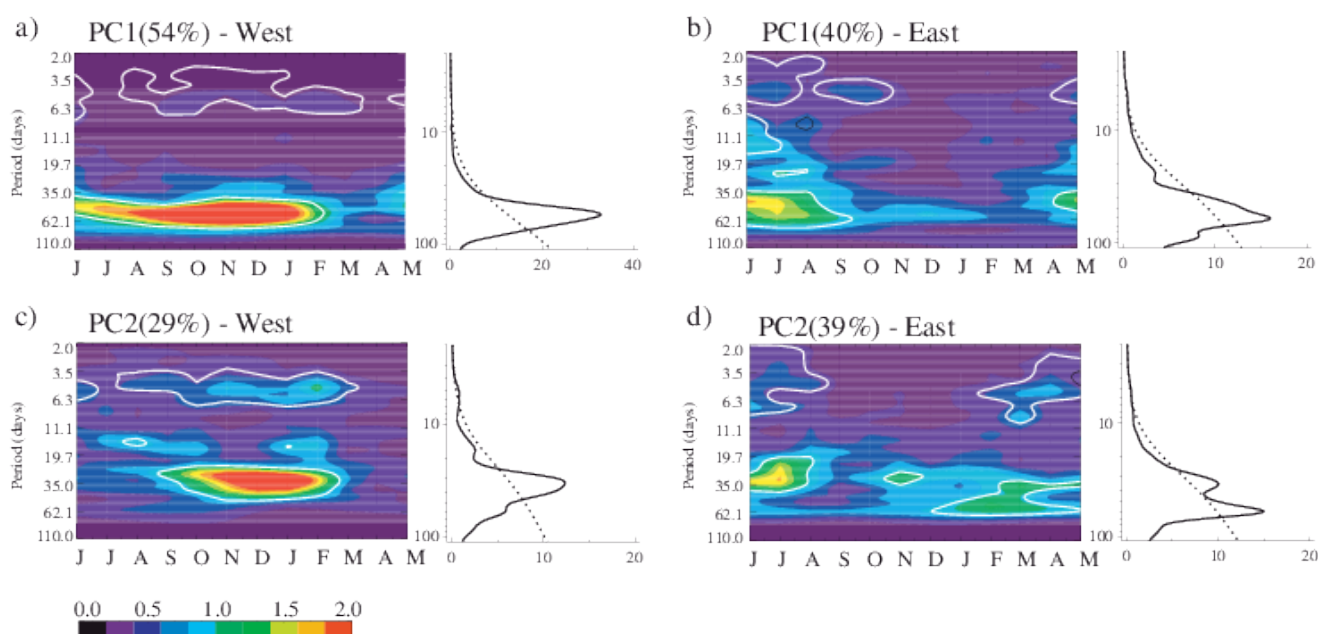 a) PC1(54%) - West
Period (days)
2.0
3.5
6.3
11.1
19.7
35.0
62.1
110.0
J J A S O N D J F M A M
10
100
0 20 40
b) PC1(40%) - East
Period (days)
2.0
3.5
6.3
11.1
19.7
35.0
62.1
110.0
J J A S O N D J F M A M
10
100
0 10 20
c) PC2(29%) - West
Period (days)
2.0
3.5
6.3
11.1
19.7
35.0
62.1
110.0
J J A S O N D J F M A M
10
100
0 10 20
d) PC2(39%) - East
Period (days)
2.0
3.5
6.3
11.1
19.7
35.0
62.1
110.0
J J A S O N D J F M A M
10
100
0 10 20
0.0 0.5 1.0 1.5 2.0